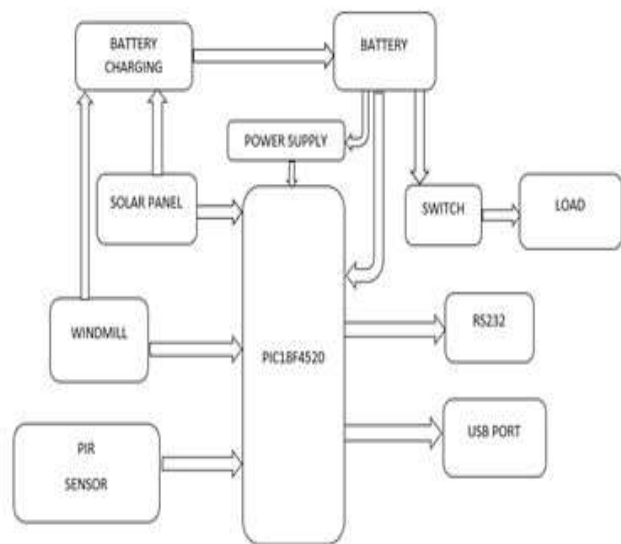 BATTERY
CHARGING
BATTERY
POWER SUPPLY
SOLAR PANEL
SWITCH
LOAD
WINDMILL
PIC18F4520
RS232
PIR
SENSOR
USB PORT